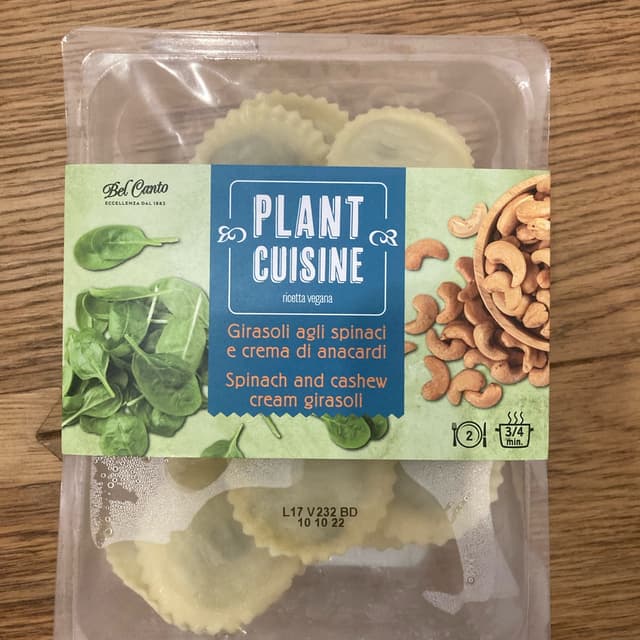 Bel Canto
ECCELLENZA DAL 1882
PLANT
CUISINE
ricetta vegana
Girasoli agli spinaci
e crema di anacardi
Spinach and cashew
cream girasoli
2
3/4
min.
L17 V232 BD
10 10 22